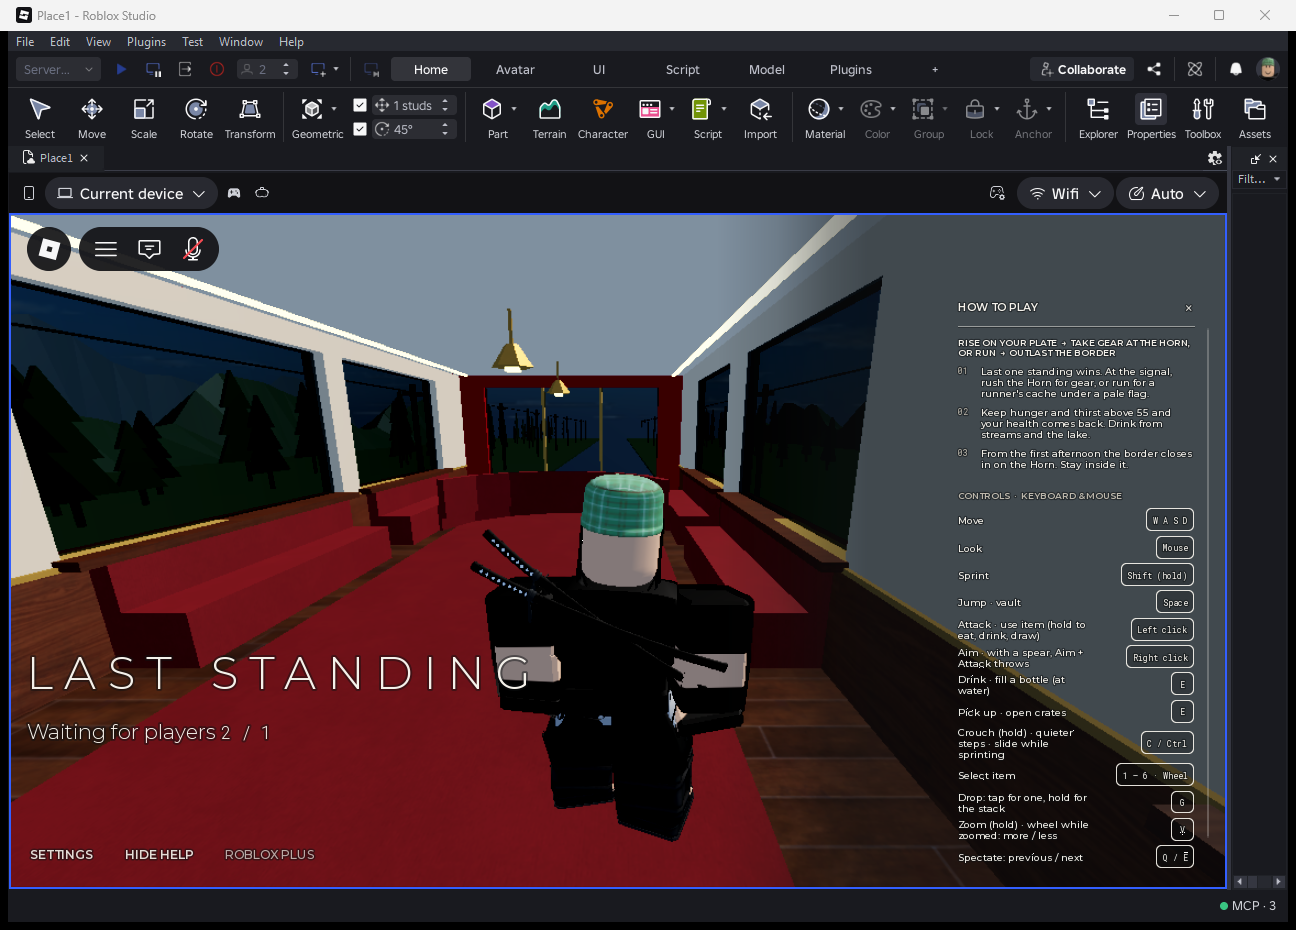 Place1 - Roblox Studio
File Edit View Plugins Test Window Help
Server... 2 Home Avatar UI Script Model Plugins + Collaborate
1 studs
45°
Select Move Scale Rotate Transform Geometric Part Terrain Character GUI Script Import Material Color Group Lock Anchor Explorer Properties Toolbox Assets
Place1
Current device Wifi Auto
Filt...
HOW TO PLAY
RISE ON YOUR PLATE → TAKE GEAR AT THE HORN,
OR RUN → OUTLAST THE BORDER
01 Last one standing wins. At the signal,
rush the Horn for gear, or run for a
runner's cache under a pale flag.
02 Keep hunger and thirst above 55 and
your health comes back. Drink from
streams and the lake.
03 From the first afternoon the border closes
in on the Horn. Stay inside it.
CONTROLS · KEYBOARD & MOUSE
Move W A S D
Look Mouse
Sprint Shift (hold)
Jump · vault Space
Attack · use item (hold to
eat, drink, draw) Left click
Aim · with a spear, Aim +
Attack throws Right click
Drink · fill a bottle (at
water) E
Pick up · open crates E
Crouch (hold) · quieter
steps · slide while
sprinting C / Ctrl
Select item 1 – 6 · Wheel
Drop: tap for one, hold for
the stack G
Zoom (hold) · wheel while
zoomed: more / less V
Spectate: previous / next Q / E
LAST STANDING
Waiting for players 2 / 1
SETTINGS HIDE HELP ROBLOX PLUS
MCP · 3